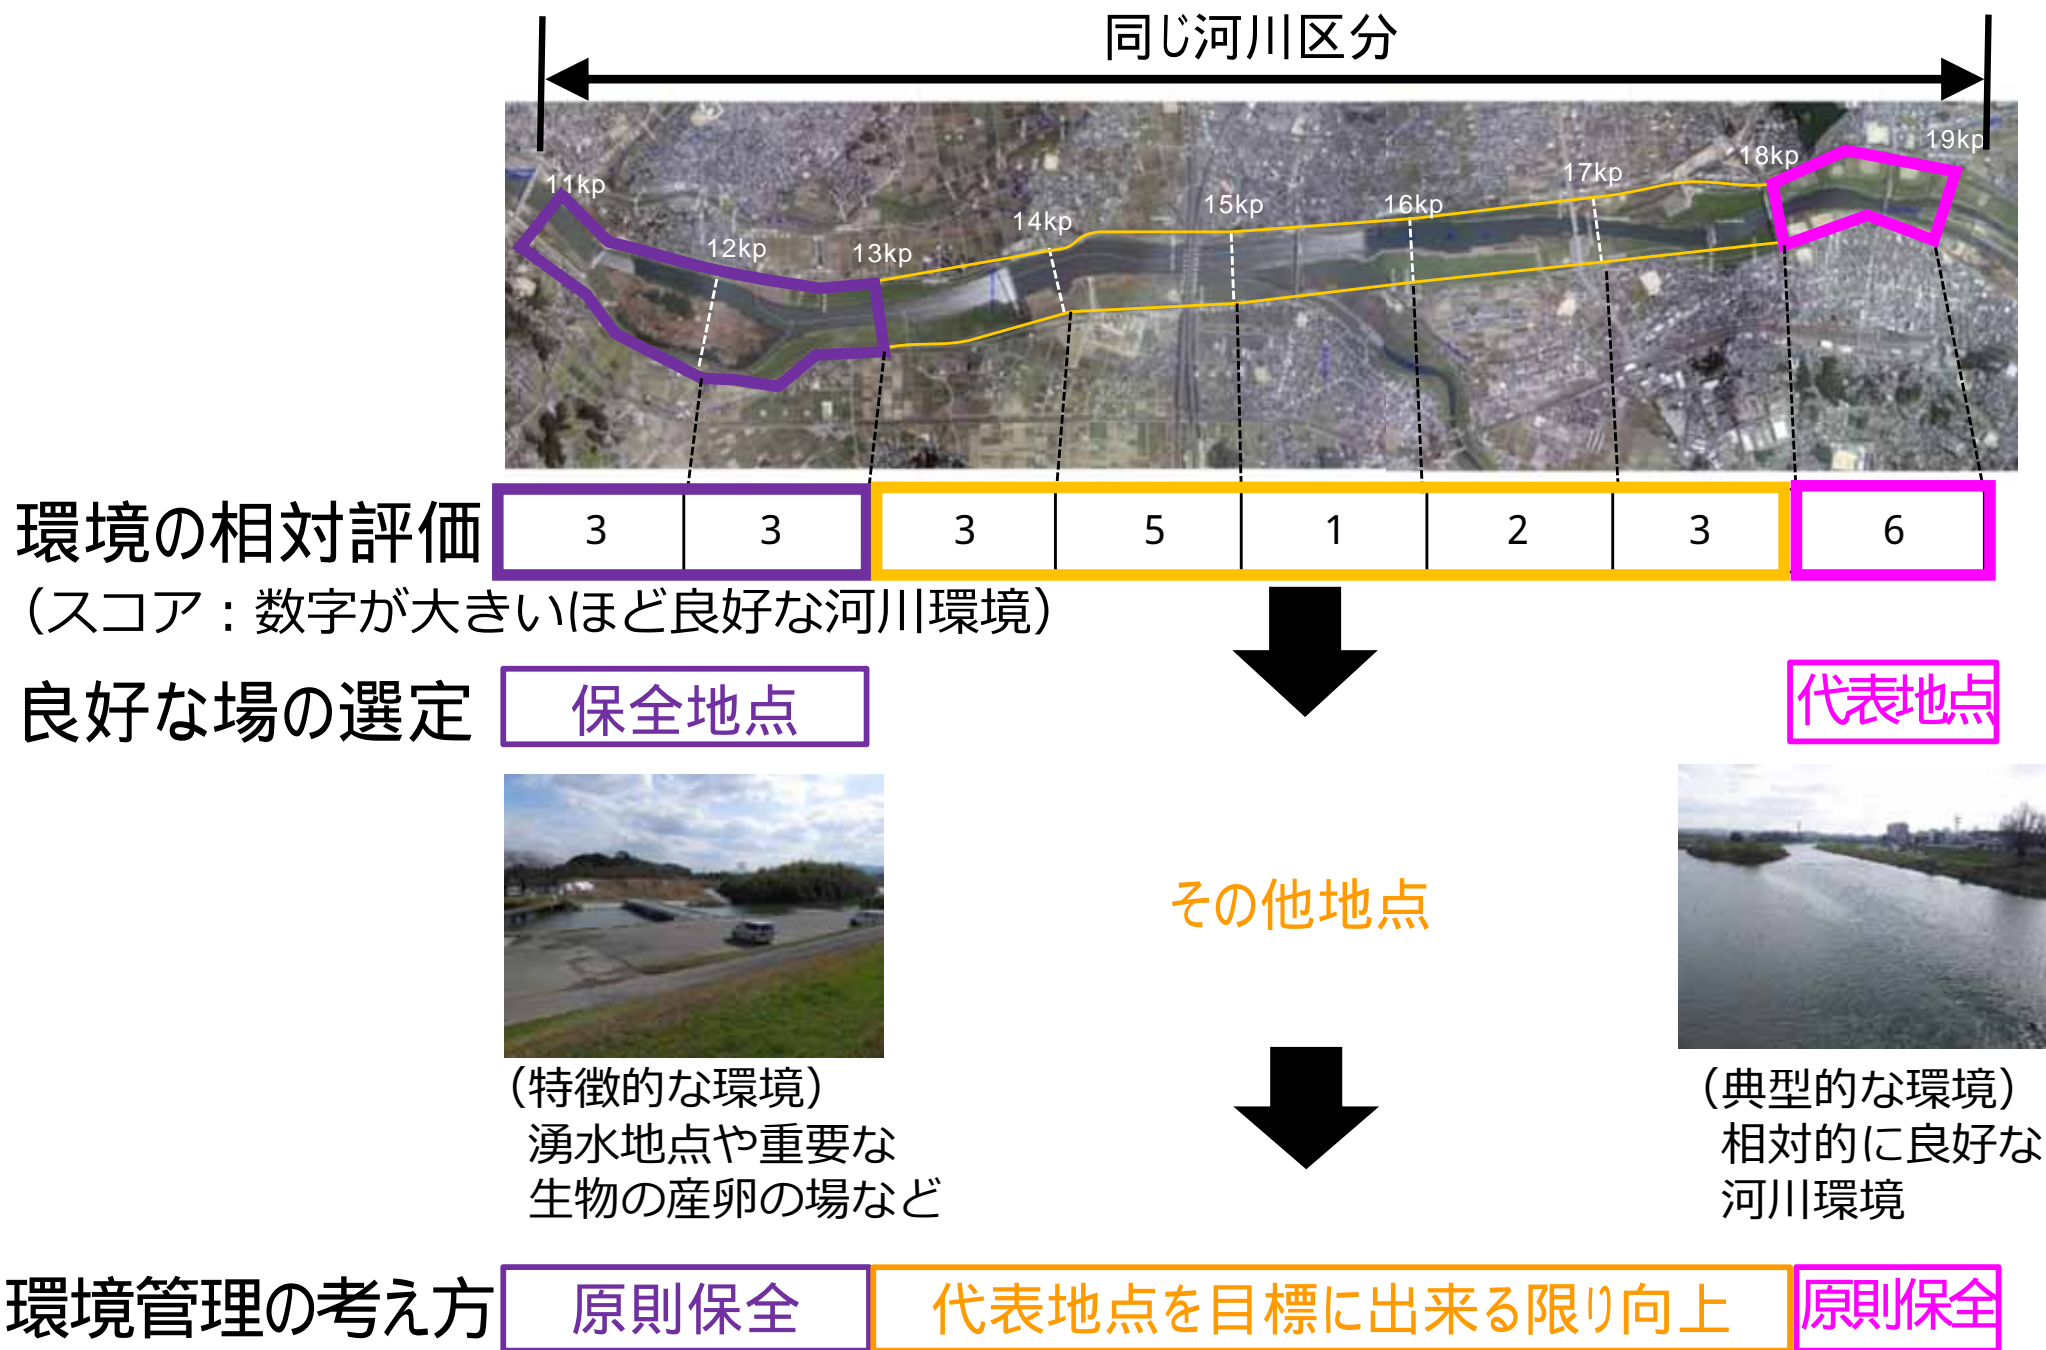 同じ河川区分
11kp
12kp
13kp
14kp
15kp
16kp
17kp
18kp
19kp
環境の相対評価
3 3 3 5 1 2 3 6
（スコア：数字が大きいほど良好な河川環境）
良好な場の選定
保全地点
代表地点
その他地点
（特徴的な環境）
湧水地点や重要な
生物の産卵の場など
（典型的な環境）
相対的に良好な
河川環境
環境管理の考え方
原則保全
代表地点を目標に出来る限り向上
原則保全